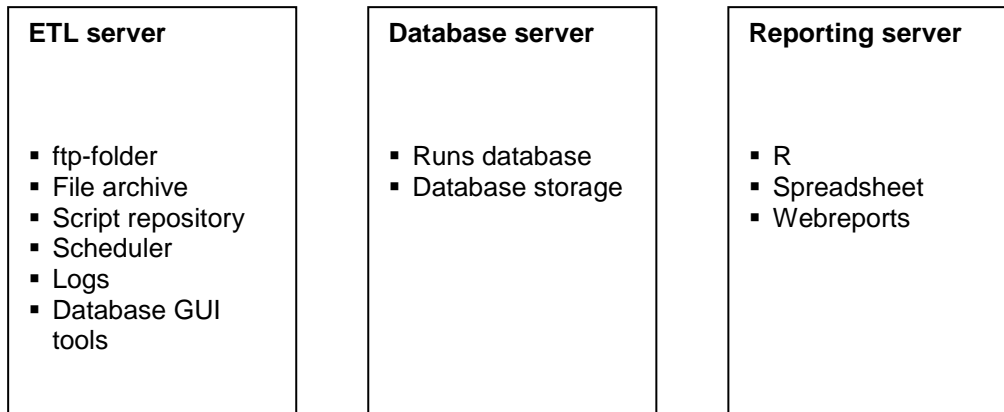 ETL server
▪ ftp-folder
▪ File archive
▪ Script repository
▪ Scheduler
▪ Logs
▪ Database GUI
tools
Database server
▪ Runs database
▪ Database storage
Reporting server
▪ R
▪ Spreadsheet
▪ Webreports